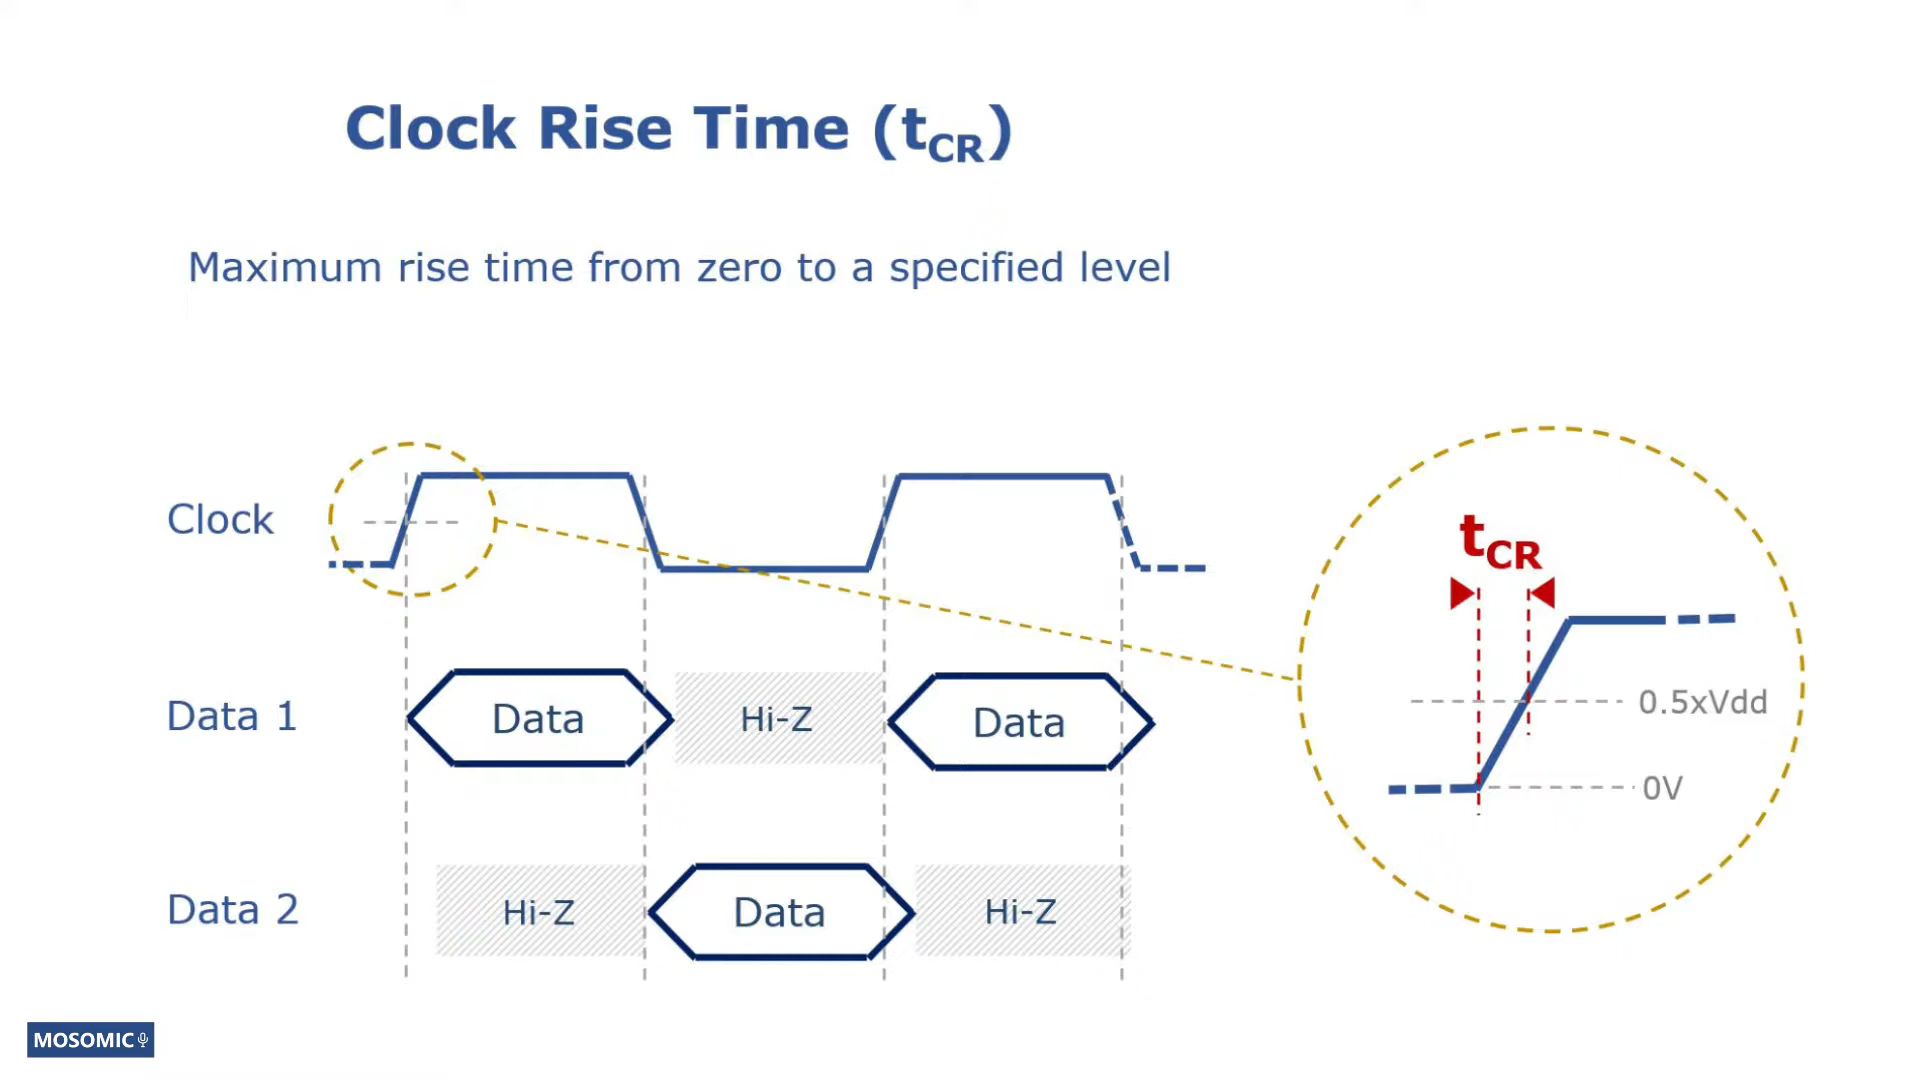 Clock Rise Time (tCR)
Maximum rise time from zero to a specified level
Clock
tCR
0.5xVdd
0V
Data 1
Data
Hi-Z
Data
Data 2
Hi-Z
Data
Hi-Z
MOSOMIC